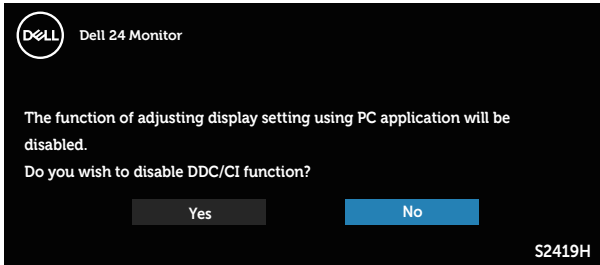 DELL
Dell 24 Monitor
The function of adjusting display setting using PC application will be
disabled.
Do you wish to disable DDC/CI function?
Yes
No
S2419H